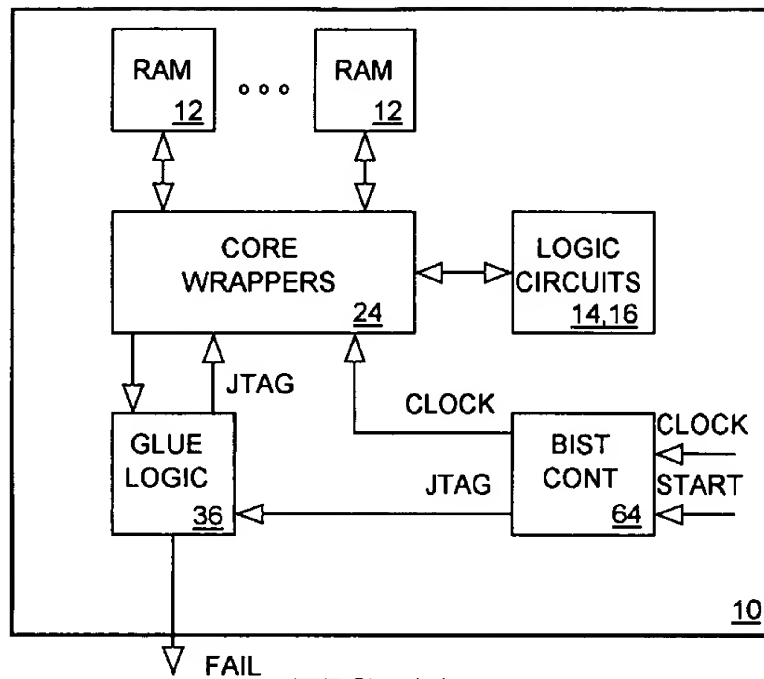 RAM
12
RAM
12
CORE
WRAPPERS
24
LOGIC
CIRCUITS
14,16
JTAG
CLOCK
GLUE
LOGIC
36
JTAG
BIST
CONT
64
CLOCK
START
10
FAIL